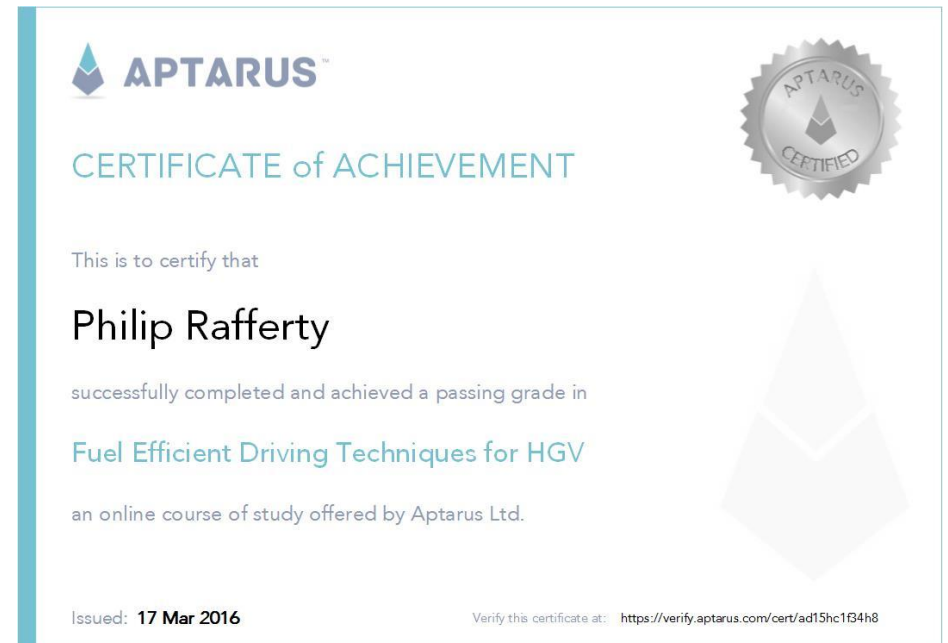 APTARUS™
APTARUS
CERTIFIED
CERTIFICATE of ACHIEVEMENT
This is to certify that
Philip Rafferty
successfully completed and achieved a passing grade in
Fuel Efficient Driving Techniques for HGV
an online course of study offered by Aptarus Ltd.
Issued: 17 Mar 2016
Verify this certificate at: https://verify.aptarus.com/cert/ad15hc1f34h8